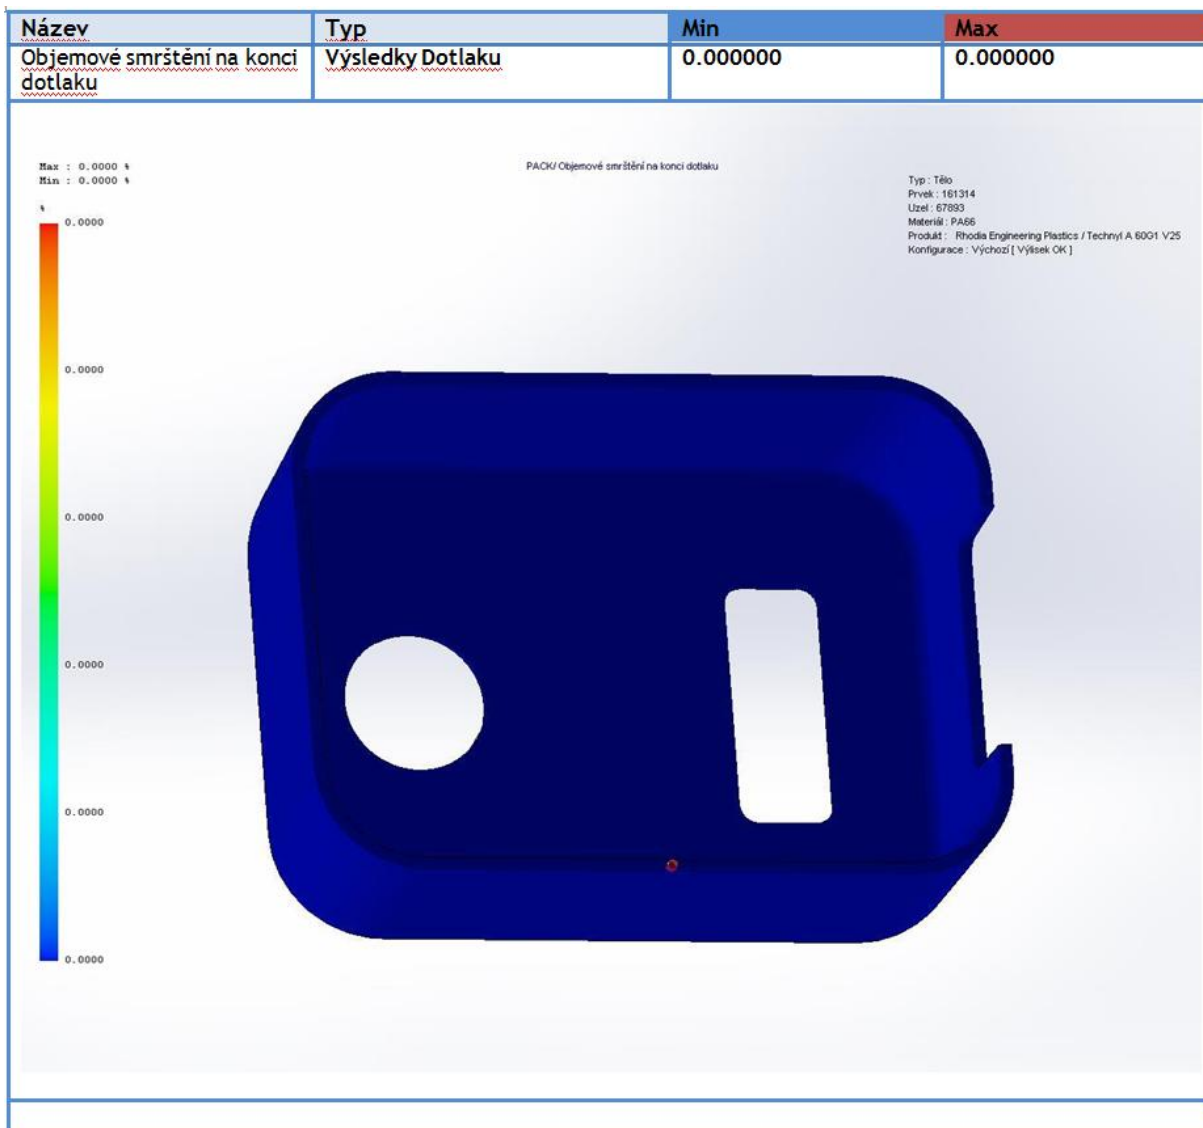 Název Typ Min Max
Objemové smrštění na konci Výsledky Dotlaku 0.000000 0.000000
dotlaku
Max : 0.0000 %
Min : 0.0000 %
PACK/ Objemové smrštění na konci dotlaku
Typ : Tělo
Prvek : 161314
Uzel : 67893
Materiál : PA66
Produkt : Rhodia Engineering Plastics / Technyl A 60G1 V25
Konfigurace : Výchozí [ Výlisek OK ]
%
0.0000
0.0000
0.0000
0.0000
0.0000
0.0000